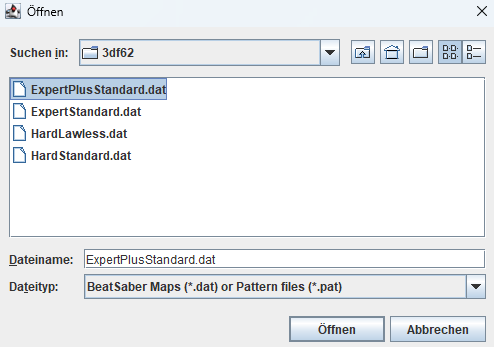 Öffnen
Suchen in: 3df62
ExpertPlusStandard.dat
ExpertStandard.dat
HardLawless.dat
HardStandard.dat
Dateiname: ExpertPlusStandard.dat
Dateityp: BeatSaber Maps (*.dat) or Pattern files (*.pat)
Öffnen Abbrechen